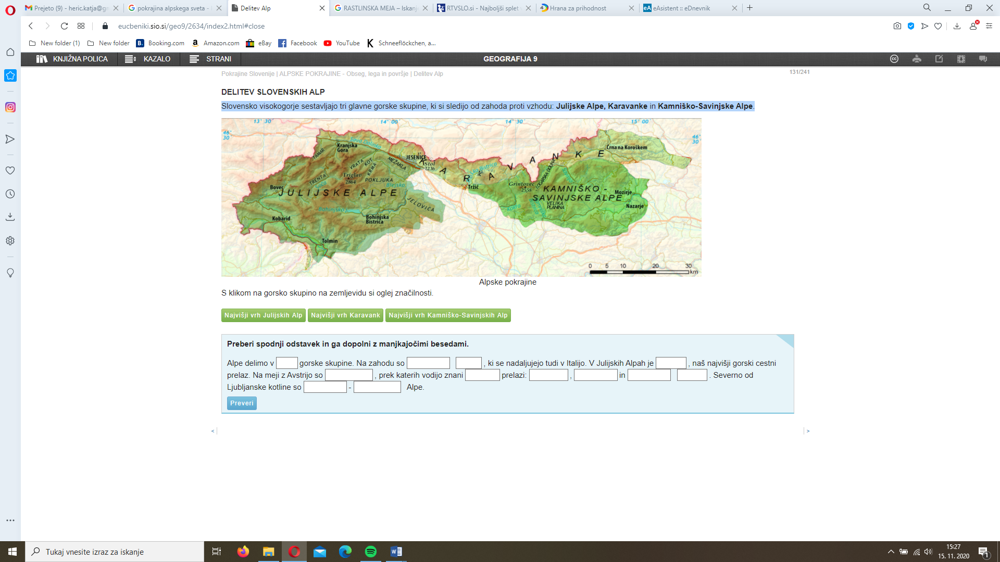 Prejeto (9) - heric.katja@gm
pokrajina alpskega sveta -
Delitev Alp
RASTLINSKA MEJA – Iskanj
RTVSLO.si - Najboljši splet
Hrana za prihodnost
eAsistent :: eDnevnik
eucbeniki.sio.si/geo9/2634/index2.html#close
New folder (1)
New folder
Booking.com
Amazon.com
eBay
Facebook
YouTube
Schneeflöckchen, a...
KNJIŽNA POLICA
KAZALO
STRANI
GEOGRAFIJA 9
Pokrajine Slovenije | ALPSKE POKRAJINE - Obseg, lega in površje | Delitev Alp
131/241
DELITEV SLOVENSKIH ALP
Slovensko visokogorje sestavljajo tri glavne gorske skupine, ki si sledijo od zahoda proti vzhodu: Julijske Alpe, Karavanke in Kamniško-Savinjske Alpe.
13° 30'
14° 00'
14° 30'
15° 00'
46°
30
46°
30
Sava Dolinka
Kranjska
Gora
TAMAR
JESENICE
Stol
2236
MEŽAKLA
VRATA
KOT
KRMA
Triglav
2864
POKLJUKA
TRENTA
Soča
Bovec
JULIJSKE ALPE
Blejsko
JELOVICA
Bohinjsko j.
Bohinjska
Bistrica
Kobarid
Tolmin
KARAVANKE
Tržič
Črna na Koroškem
LOGARSKA DOLINA
Savinja
Grintovec
2558
KAMNIŠKO -
SAVINJSKE ALPE
Mozirje
VELIKA
PLANINA
Nazarje
Kokra
Kamniška
Bistrica
0 5 10 20 30
km
Alpske pokrajine
S klikom na gorsko skupino na zemljevidu si oglej značilnosti.
Najvišji vrh Julijskih Alp
Najvišji vrh Karavank
Najvišji vrh Kamniško-Savinjskih Alp
Preberi spodnji odstavek in ga dopolni z manjkajočimi besedami.
Alpe delimo v gorske skupine. Na zahodu so , ki se nadaljujejo tudi v Italijo. V Julijskih Alpah je , naš najvišji gorski cestni
prelaz. Na meji z Avstrijo so , prek katerih vodijo znani prelazi: , in . Severno od
Ljubljanske kotline so - Alpe.
Preveri
<
>
Tukaj vnesite izraz za iskanje
15:27
15. 11. 2020
1